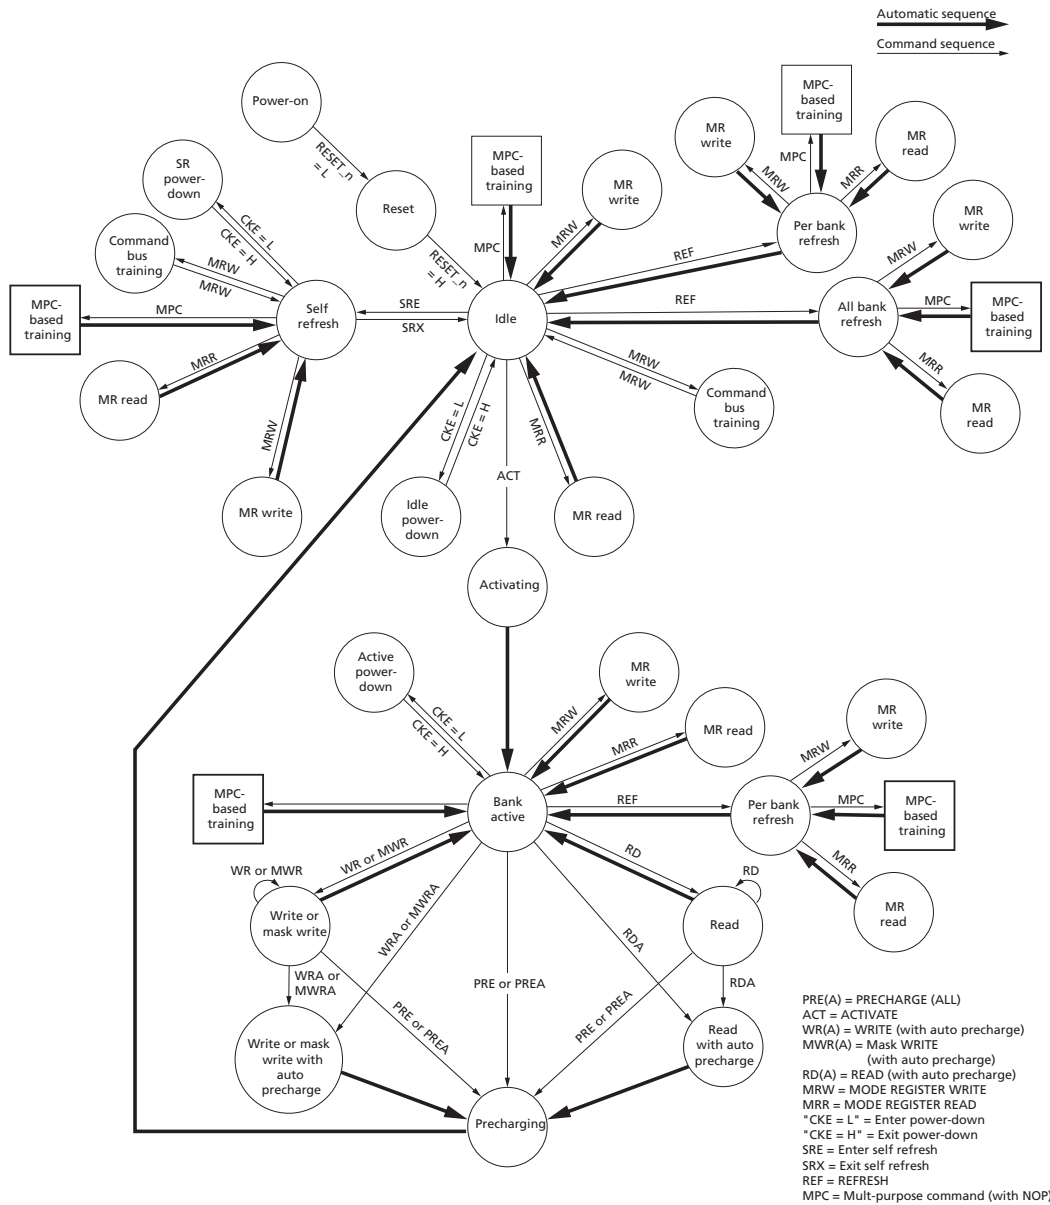 Automatic sequence
Command sequence
Power-on
RESET_n
= L
Reset
RESET_n
= H
SR
power-
down
CKE = L
CKE = H
Command
bus
training
MRW
MRW
MPC-
based
training
MPC
Self
refresh
MRR
MR read
MRW
MR write
SRE
SRX
MPC-
based
training
MPC
MR
write
MRW
Idle
MR
write
MRW
MPC-
based
training
MPC
MR
read
MRR
Per bank
refresh
REF
REF
All bank
refresh
MR
write
MRW
MPC
MPC-
based
training
MRR
MR
read
MRW
MRW
Command
bus
training
CKE = L
CKE = H
Idle
power-
down
ACT
MRR
MR read
Activating
Active
power-
down
CKE = L
CKE = H
MR
write
MRW
MR read
MRR
MPC-
based
training
Bank
active
REF
Per bank
refresh
MR
write
MRW
MPC
MPC-
based
training
MRR
MR
read
WR or MWR
WR or MWR
Write or
mask write
WRA or
MWRA
WRA or MWRA
PRE or PREA
PRE or PREA
RD
RD
Read
RDA
RDA
PRE or PREA
Write or mask
write with
auto
precharge
Read
with auto
precharge
Precharging
PRE(A) = PRECHARGE (ALL)
ACT = ACTIVATE
WR(A) = WRITE (with auto precharge)
MWR(A) = Mask WRITE
(with auto precharge)
RD(A) = READ (with auto precharge)
MRW = MODE REGISTER WRITE
MRR = MODE REGISTER READ
"CKE = L" = Enter power-down
"CKE = H" = Exit power-down
SRE = Enter self refresh
SRX = Exit self refresh
REF = REFRESH
MPC = Mult-purpose command (with NOP)